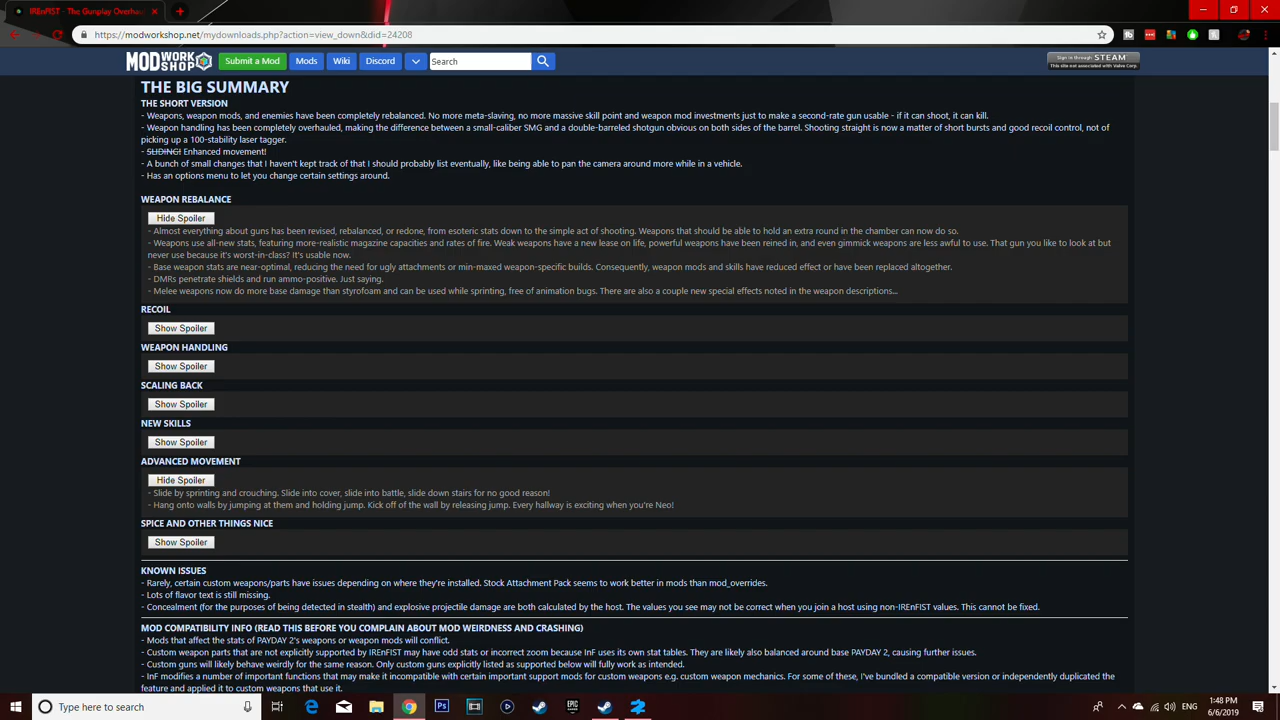 IREnFIST - The Gunplay Overhau
https://modworkshop.net/mydownloads.php?action=view_down&did=24208
MODWORKSHOP Submit a Mod Mods Wiki Discord Search Sign in through STEAM
This site not associated with Valve Corp.
THE BIG SUMMARY
THE SHORT VERSION
- Weapons, weapon mods, and enemies have been completely rebalanced. No more meta-slaving, no more massive skill point and weapon mod investments just to make a second-rate gun usable - if it can shoot, it can kill.
- Weapon handling has been completely overhauled, making the difference between a small-caliber SMG and a double-barreled shotgun obvious on both sides of the barrel. Shooting straight is now a matter of short bursts and good recoil control, not of
picking up a 100-stability laser tagger.
- SLIDING! Enhanced movement!
- A bunch of small changes that I haven't kept track of that I should probably list eventually, like being able to pan the camera around more while in a vehicle.
- Has an options menu to let you change certain settings around.
WEAPON REBALANCE
Hide Spoiler
- Almost everything about guns has been revised, rebalanced, or redone, from esoteric stats down to the simple act of shooting. Weapons that should be able to hold an extra round in the chamber can now do so.
- Weapons use all-new stats, featuring more-realistic magazine capacities and rates of fire. Weak weapons have a new lease on life, powerful weapons have been reined in, and even gimmick weapons are less awful to use. That gun you like to look at but
never use because it's worst-in-class? It's usable now.
- Base weapon stats are near-optimal, reducing the need for ugly attachments or min-maxed weapon-specific builds. Consequently, weapon mods and skills have reduced effect or have been replaced altogether.
- DMRs penetrate shields and run ammo-positive. Just saying.
- Melee weapons now do more base damage than styrofoam and can be used while sprinting, free of animation bugs. There are also a couple new special effects noted in the weapon descriptions...
RECOIL
Show Spoiler
WEAPON HANDLING
Show Spoiler
SCALING BACK
Show Spoiler
NEW SKILLS
Show Spoiler
ADVANCED MOVEMENT
Hide Spoiler
- Slide by sprinting and crouching. Slide into cover, slide into battle, slide down stairs for no good reason!
- Hang onto walls by jumping at them and holding jump. Kick off of the wall by releasing jump. Every hallway is exciting when you're Neo!
SPICE AND OTHER THINGS NICE
Show Spoiler
KNOWN ISSUES
- Rarely, certain custom weapons/parts have issues depending on where they're installed. Stock Attachment Pack seems to work better in mods than mod_overrides.
- Lots of flavor text is still missing.
- Concealment (for the purposes of being detected in stealth) and explosive projectile damage are both calculated by the host. The values you see may not be correct when you join a host using non-IREnFIST values. This cannot be fixed.
MOD COMPATIBILITY INFO (READ THIS BEFORE YOU COMPLAIN ABOUT MOD WEIRDNESS AND CRASHING)
- Mods that affect the stats of PAYDAY 2's weapons or weapon mods will conflict.
- Custom weapon parts that are not explicitly supported by IREnFIST may have odd stats or incorrect zoom because InF uses its own stat tables. They are likely also balanced around base PAYDAY 2, causing further issues.
- Custom guns will likely behave weirdly for the same reason. Only custom guns explicitly listed as supported below will fully work as intended.
- InF modifies a number of important functions that may make it incompatible with certain important support mods for custom weapons e.g. custom weapon mechanics. For some of these, I've bundled a compatible version or independently duplicated the
feature and applied it to custom weapons that use it.
Type here to search
ENG
1:48 PM
6/6/2019